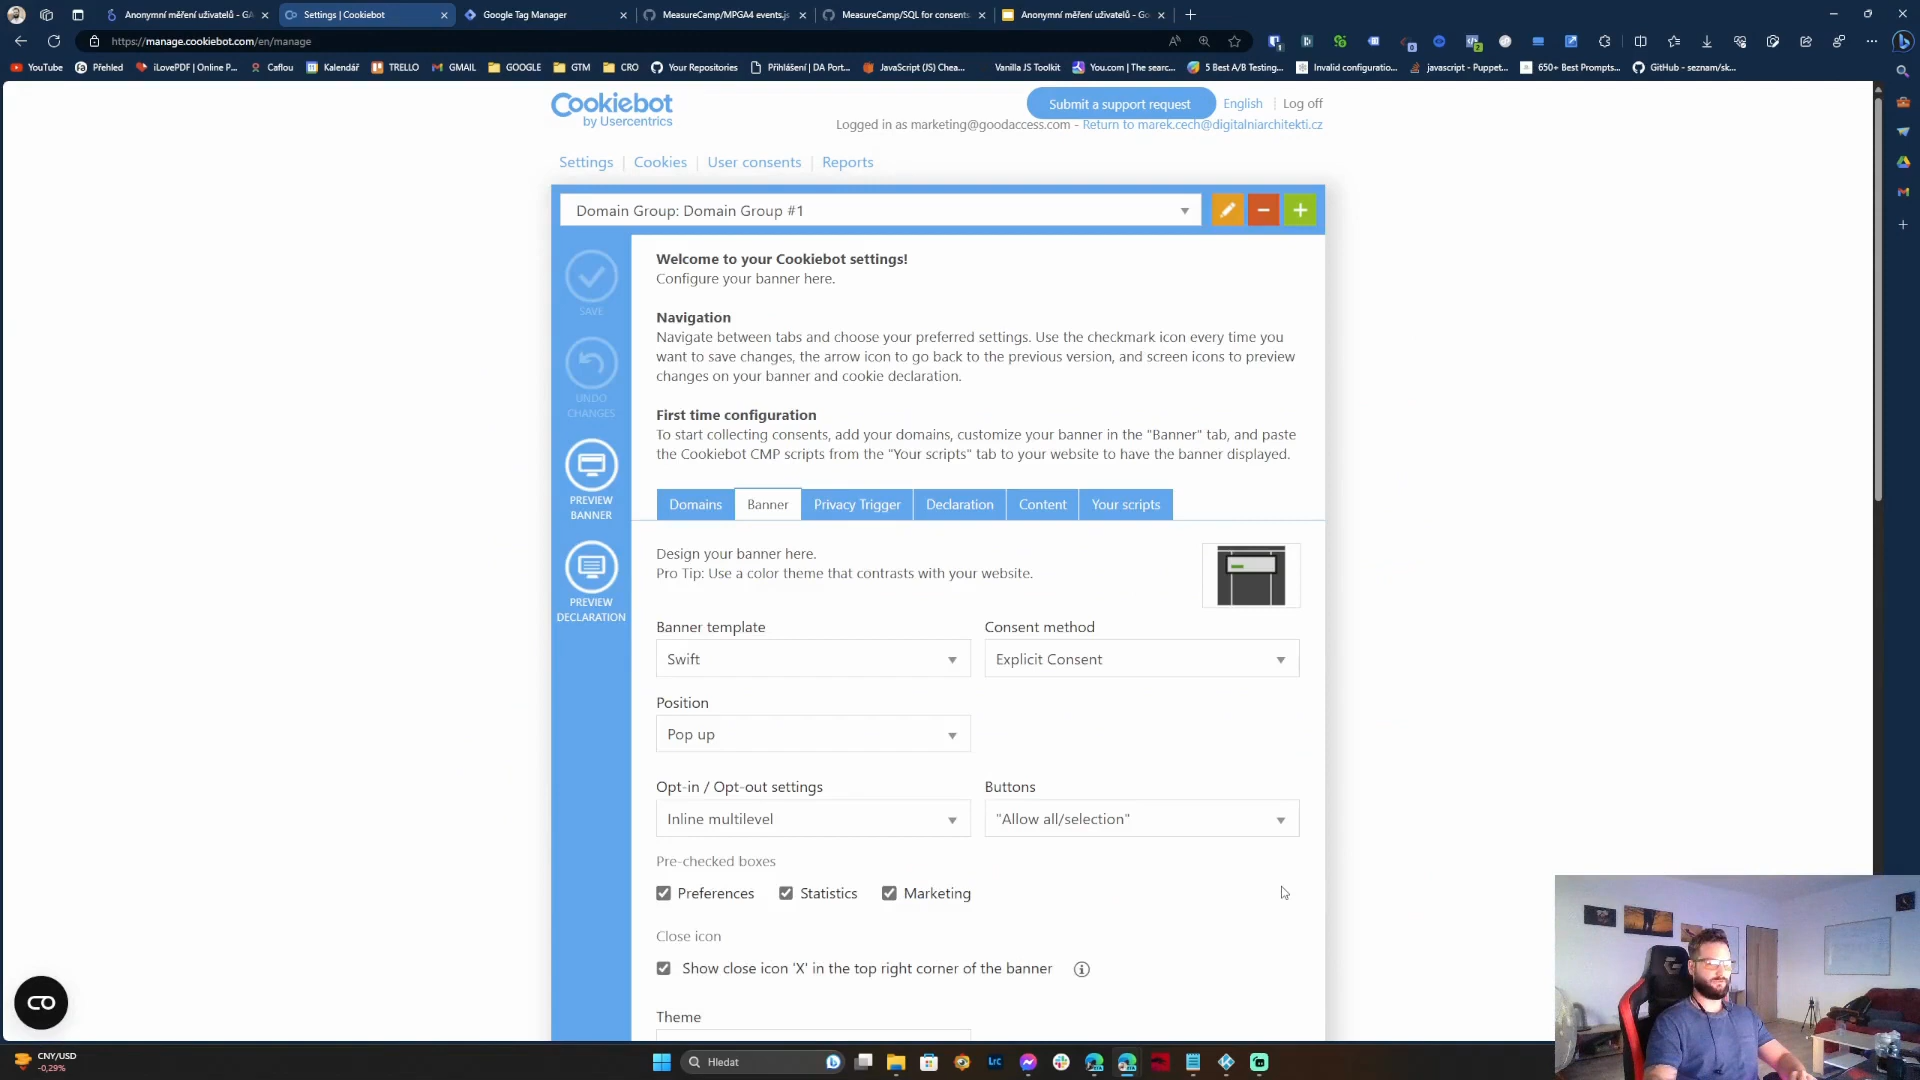 Anonymní měření uživatelů - GA
Settings | Cookiebot
Google Tag Manager
MeasureCamp/MPGA4 events.js
MeasureCamp/SQL for consents
Anonymní měření uživatelů - Go
https://manage.cookiebot.com/en/manage
YouTube
Přehled
iLovePDF | Online P...
Caflou
Kalendář
TRELLO
GMAIL
GOOGLE
GTM
CRO
Your Repositories
Přihlášení | DA Port...
JavaScript (JS) Chea...
Vanilla JS Toolkit
You.com | The searc...
5 Best A/B Testing...
Invalid configuratio...
javascript - Puppet...
650+ Best Prompts...
GitHub - seznam/sk...
Cookiebot
by Usercentrics
Submit a support request
English
Log off
Logged in as marketing@goodaccess.com - Return to marek.cech@digitalniarchitekti.cz
Settings | Cookies | User consents | Reports
Domain Group: Domain Group #1
SAVE
UNDO
CHANGES
PREVIEW
BANNER
PREVIEW
DECLARATION
Welcome to your Cookiebot settings!
Configure your banner here.
Navigation
Navigate between tabs and choose your preferred settings. Use the checkmark icon every time you
want to save changes, the arrow icon to go back to the previous version, and screen icons to preview
changes on your banner and cookie declaration.
First time configuration
To start collecting consents, add your domains, customize your banner in the "Banner" tab, and paste
the Cookiebot CMP scripts from the "Your scripts" tab to your website to have the banner displayed.
Domains
Banner
Privacy Trigger
Declaration
Content
Your scripts
Design your banner here.
Pro Tip: Use a color theme that contrasts with your website.
Banner template
Consent method
Swift
Explicit Consent
Position
Pop up
Opt-in / Opt-out settings
Buttons
Inline multilevel
"Allow all/selection"
Pre-checked boxes
Preferences
Statistics
Marketing
Close icon
Show close icon 'X' in the top right corner of the banner
Theme
CNY/USD
-0,29%
Hledat
LrC